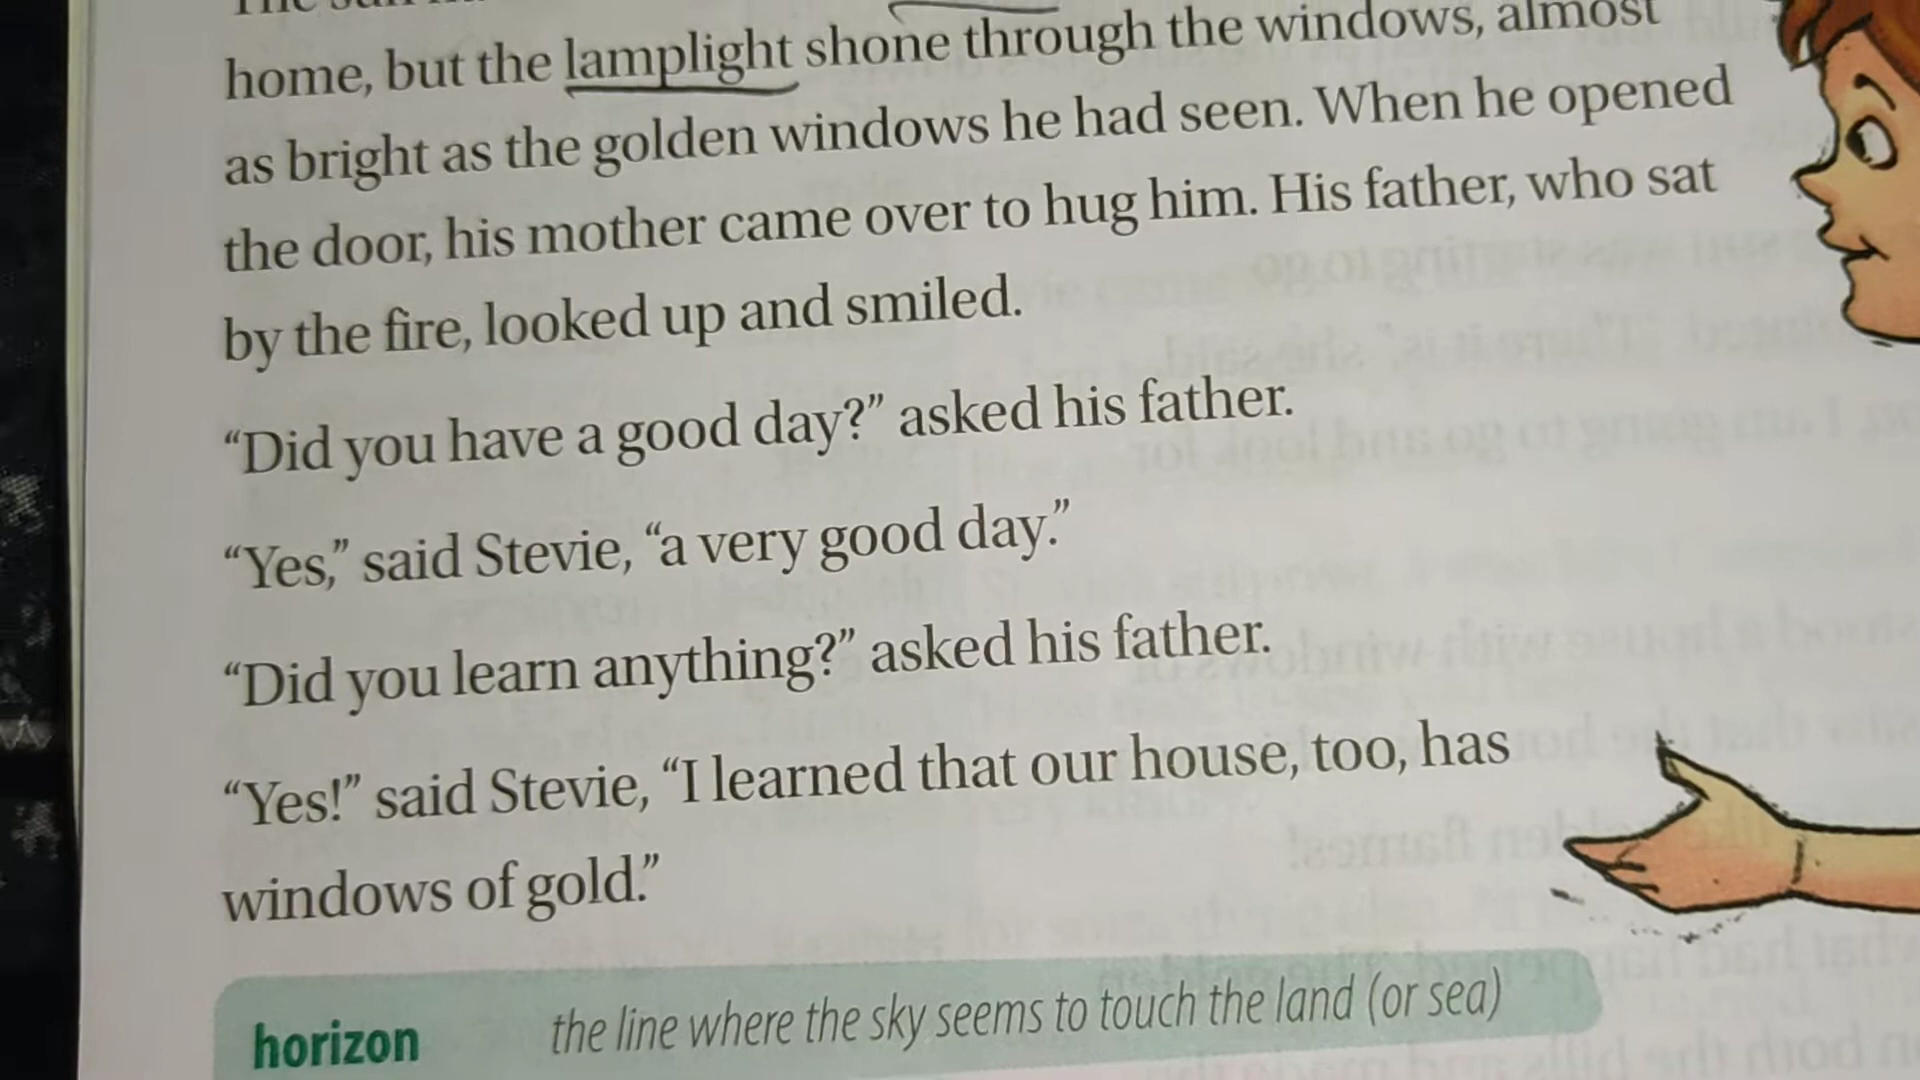 home, but the lamplight shone through the windows, almost
as bright as the golden windows he had seen. When he opened
the door, his mother came over to hug him. His father, who sat
by the fire, looked up and smiled.
“Did you have a good day?” asked his father.
“Yes,” said Stevie, “a very good day.”
“Did you learn anything?” asked his father.
“Yes!” said Stevie, “I learned that our house, too, has
windows of gold.”
horizon the line where the sky seems to touch the land (or sea)